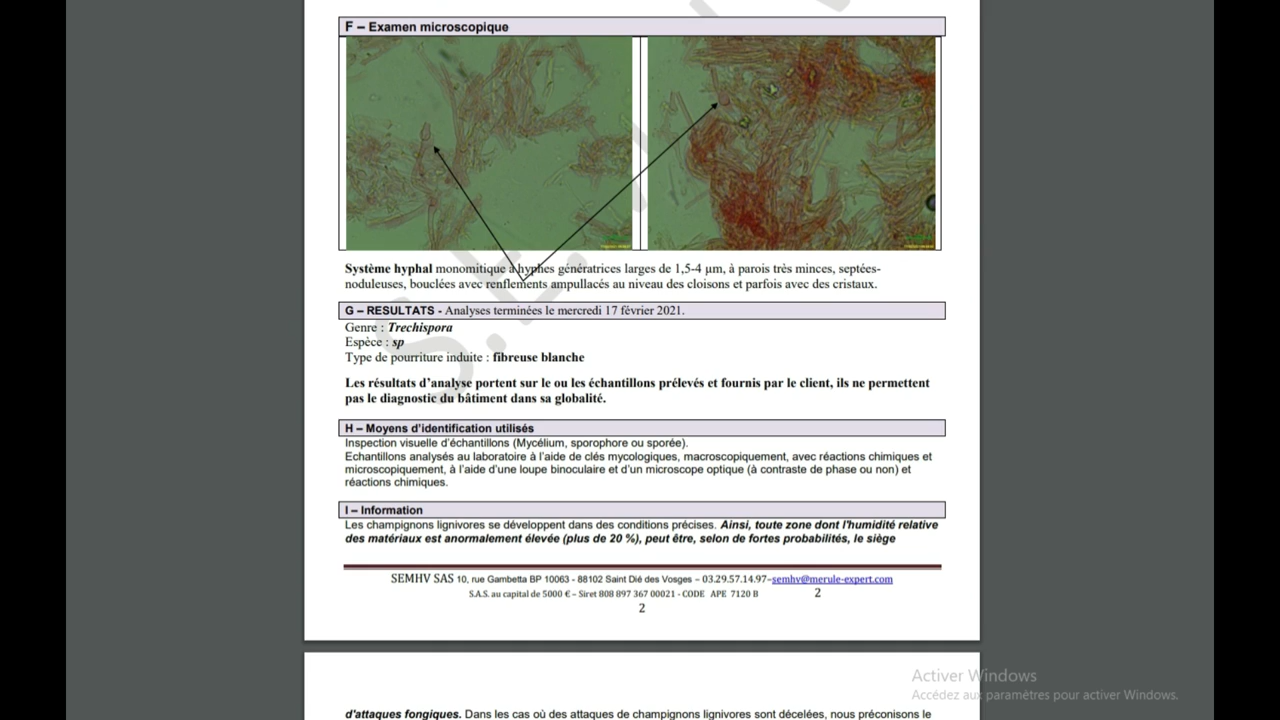 F – Examen microscopique
Système hyphal monomitique à hyphes génératrices larges de 1,5-4 µm, à parois très minces, septées-
noduleuses, bouclées avec renflements ampullacés au niveau des cloisons et parfois avec des cristaux.
G – RESULTATS - Analyses terminées le mercredi 17 février 2021.
Genre : Trechispora
Espèce : sp
Type de pourriture induite : fibreuse blanche
Les résultats d’analyse portent sur le ou les échantillons prélevés et fournis par le client, ils ne permettent
pas le diagnostic du bâtiment dans sa globalité.
H – Moyens d’identification utilisés
Inspection visuelle d’échantillons (Mycélium, sporophore ou sporée).
Echantillons analysés au laboratoire à l’aide de clés mycologiques, macroscopiquement, avec réactions chimiques et
microscopiquement, à l’aide d’une loupe binoculaire et d’un microscope optique (à contraste de phase ou non) et
réactions chimiques.
I – Information
Les champignons lignivores se développent dans des conditions précises. Ainsi, toute zone dont l'humidité relative
des matériaux est anormalement élevée (plus de 20 %), peut être, selon de fortes probabilités, le siège
SEMHV SAS 10, rue Gambetta BP 10063 - 88102 Saint Dié des Vosges – 03.29.57.14.97–semhv@merule-expert.com
S.A.S. au capital de 5000 € – Siret 808 897 367 00021 - CODE APE 7120 B 2
2
Activer Windows
Accédez aux paramètres pour activer Windows.
d'attaques fongiques. Dans les cas où des attaques de champignons lignivores sont décelées, nous préconisons le